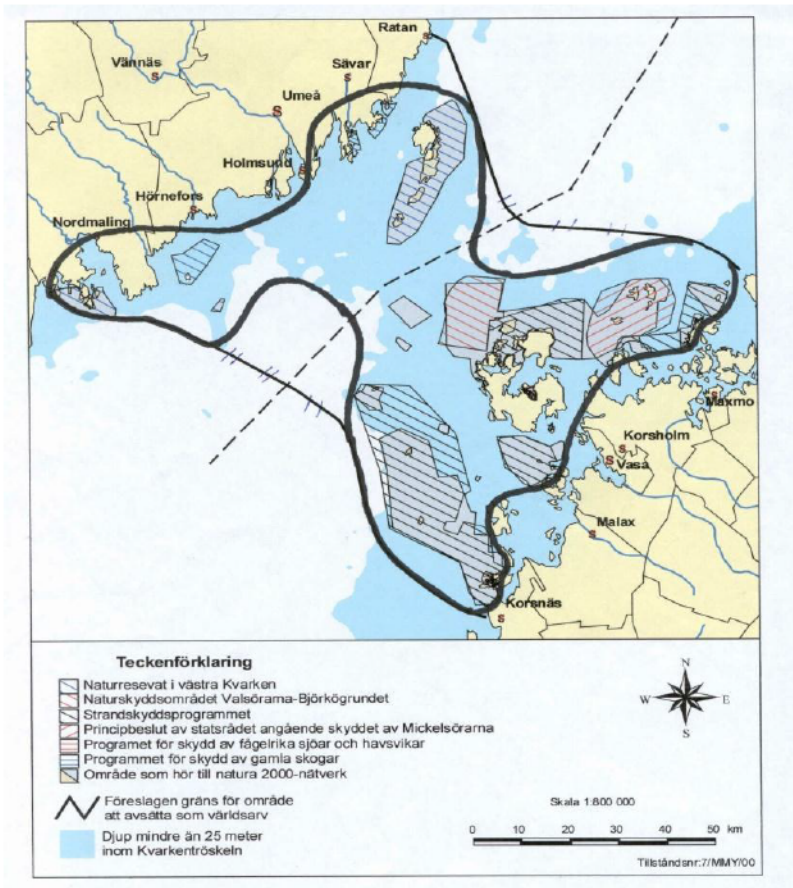 Ratan
Vännäs
Sävar
Umeå
Holmsund
Hörnefors
Nordmaling
Maxmo
Korsholm
Vasa
Malax
Korsnäs
S
S
S
S
S
S
S
S
S
S
S
Teckenförklaring
Naturresevat i västra Kvarken
Naturskyddsområdet Valsörarna-Björkögrundet
Strandskyddsprogrammet
Principbeslut av statsrådet angående skyddet av Mickelsörarna
Programet för skydd av fågelrika sjöar och havsvikar
Programmet för skydd av gamla skogar
Område som hör till natura 2000-nätverk
Föreslagen gräns för område
att avsätta som världsarv
Djup mindre än 25 meter
inom Kvarkentröskeln
N
W E
S
Skala 1:800 000
0 10 20 30 40 50 km
Tillståndsnr:7/MMY/00